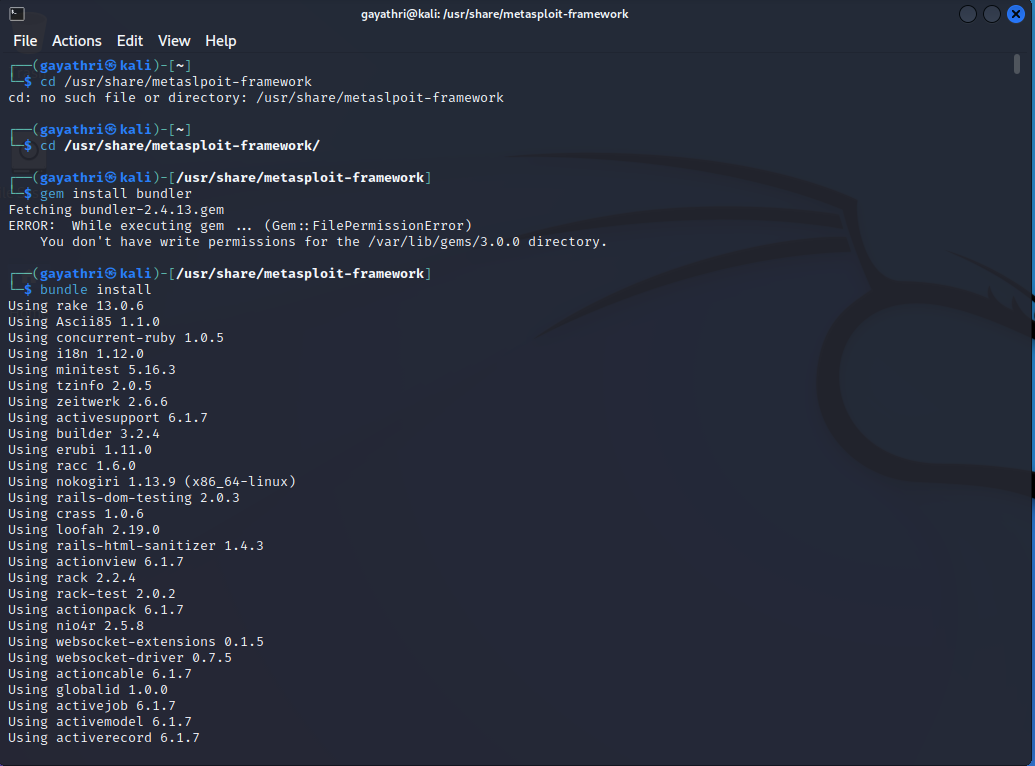 gayathri@kali: /usr/share/metasploit-framework
File Actions Edit View Help
┌──(gayathri㉿kali)-[~]
└─$ cd /usr/share/metaslpoit-framework
cd: no such file or directory: /usr/share/metaslpoit-framework
┌──(gayathri㉿kali)-[~]
└─$ cd /usr/share/metasploit-framework/
┌──(gayathri㉿kali)-[/usr/share/metasploit-framework]
└─$ gem install bundler
Fetching bundler-2.4.13.gem
ERROR:  While executing gem ... (Gem::FilePermissionError)
    You don't have write permissions for the /var/lib/gems/3.0.0 directory.
┌──(gayathri㉿kali)-[/usr/share/metasploit-framework]
└─$ bundle install
Using rake 13.0.6
Using Ascii85 1.1.0
Using concurrent-ruby 1.0.5
Using i18n 1.12.0
Using minitest 5.16.3
Using tzinfo 2.0.5
Using zeitwerk 2.6.6
Using activesupport 6.1.7
Using builder 3.2.4
Using erubi 1.11.0
Using racc 1.6.0
Using nokogiri 1.13.9 (x86_64-linux)
Using rails-dom-testing 2.0.3
Using crass 1.0.6
Using loofah 2.19.0
Using rails-html-sanitizer 1.4.3
Using actionview 6.1.7
Using rack 2.2.4
Using rack-test 2.0.2
Using actionpack 6.1.7
Using nio4r 2.5.8
Using websocket-extensions 0.1.5
Using websocket-driver 0.7.5
Using actioncable 6.1.7
Using globalid 1.0.0
Using activejob 6.1.7
Using activemodel 6.1.7
Using activerecord 6.1.7